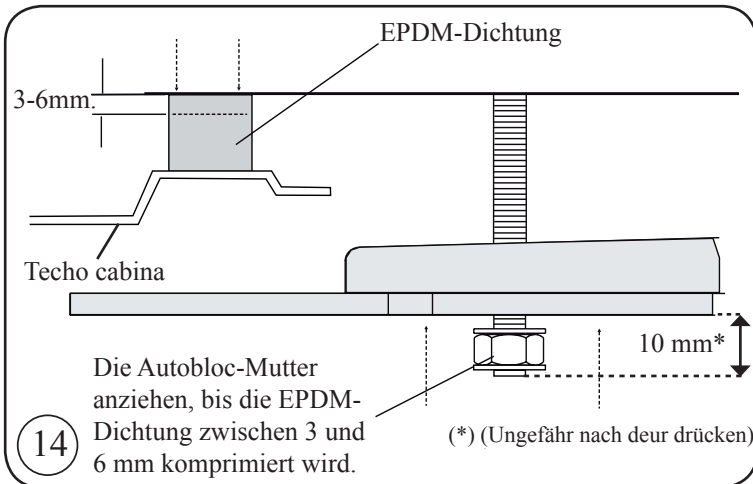 EPDM-Dichtung
3-6mm.
Techo cabina
10 mm*
Die Autobloc-Mutter
anziehen, bis die EPDM-
Dichtung zwischen 3 und
6 mm komprimiert wird.
(*) (Ungefähr nach deur drücken)
14